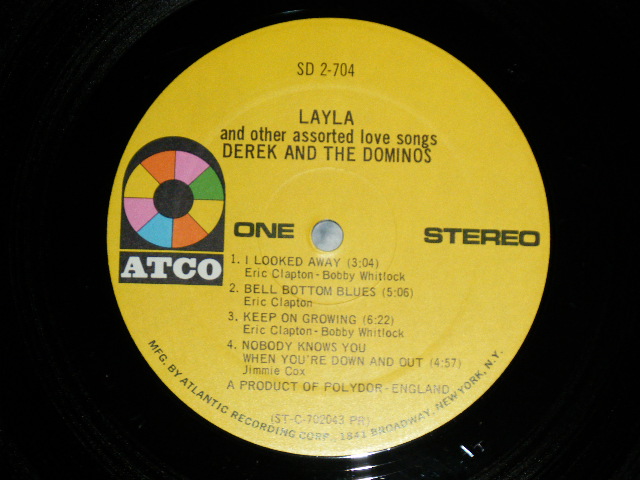 SD 2-704
LAYLA
and other assorted love songs
DEREK AND THE DOMINOS
ATCO
ONE
STEREO
1. I LOOKED AWAY (3:04)
Eric Clapton-Bobby Whitlock
2. BELL BOTTOM BLUES (5:06)
Eric Clapton
3. KEEP ON GROWING (6:22)
Eric Clapton-Bobby Whitlock
4. NOBODY KNOWS YOU
WHEN YOU'RE DOWN AND OUT (4:57)
Jimmie Cox
A PRODUCT OF POLYDOR-ENGLAND
(ST-C-702043 PR)
MFG. BY ATLANTIC RECORDING CORP., 1841 BROADWAY, NEW YORK, N.Y.